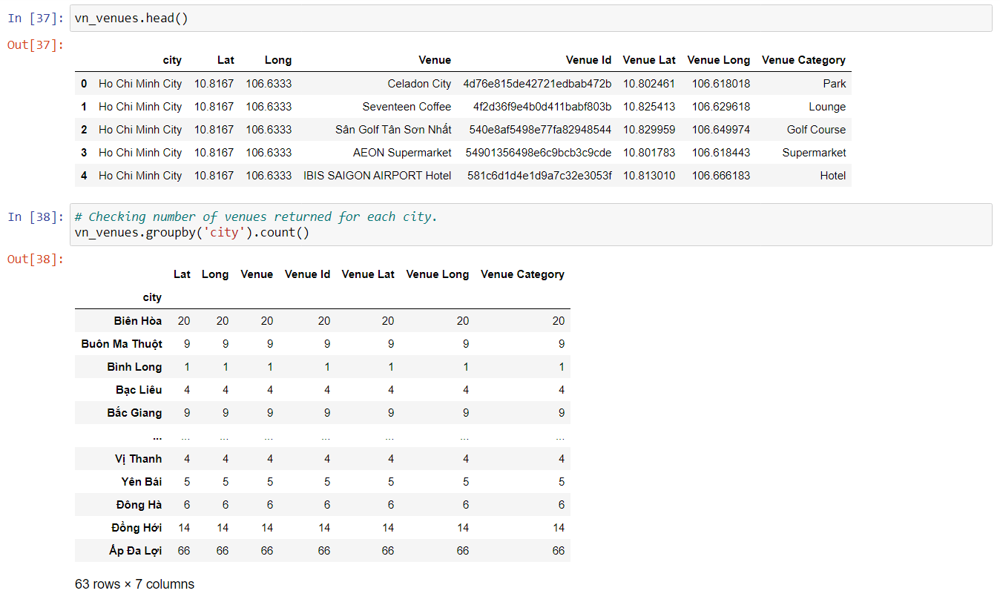 In [37]: vn_venues.head()
Out[37]:
city Lat Long Venue Venue Id Venue Lat Venue Long Venue Category
0 Ho Chi Minh City 10.8167 106.6333 Celadon City 4d76e815de42721edbab472b 10.802461 106.618018 Park
1 Ho Chi Minh City 10.8167 106.6333 Seventeen Coffee 4f2d36f9e4b0d411babf803b 10.825413 106.629618 Lounge
2 Ho Chi Minh City 10.8167 106.6333 Sân Golf Tân Sơn Nhất 540e8af5498e77fa82948544 10.829959 106.649974 Golf Course
3 Ho Chi Minh City 10.8167 106.6333 AEON Supermarket 54901356498e6c9bcb3c9cde 10.801783 106.618443 Supermarket
4 Ho Chi Minh City 10.8167 106.6333 IBIS SAIGON AIRPORT Hotel 581c6d1d4e1d9a7c32e3053f 10.813010 106.666183 Hotel
In [38]: # Checking number of venues returned for each city.
vn_venues.groupby('city').count()
Out[38]:
Lat Long Venue Venue Id Venue Lat Venue Long Venue Category
city
Biên Hòa 20 20 20 20 20 20 20
Buôn Ma Thuột 9 9 9 9 9 9 9
Bình Long 1 1 1 1 1 1 1
Bạc Liêu 4 4 4 4 4 4 4
Bắc Giang 9 9 9 9 9 9 9
... ... ... ... ... ... ... ...
Vị Thanh 4 4 4 4 4 4 4
Yên Bái 5 5 5 5 5 5 5
Đông Hà 6 6 6 6 6 6 6
Đồng Hới 14 14 14 14 14 14 14
Ấp Đa Lợi 66 66 66 66 66 66 66
63 rows × 7 columns